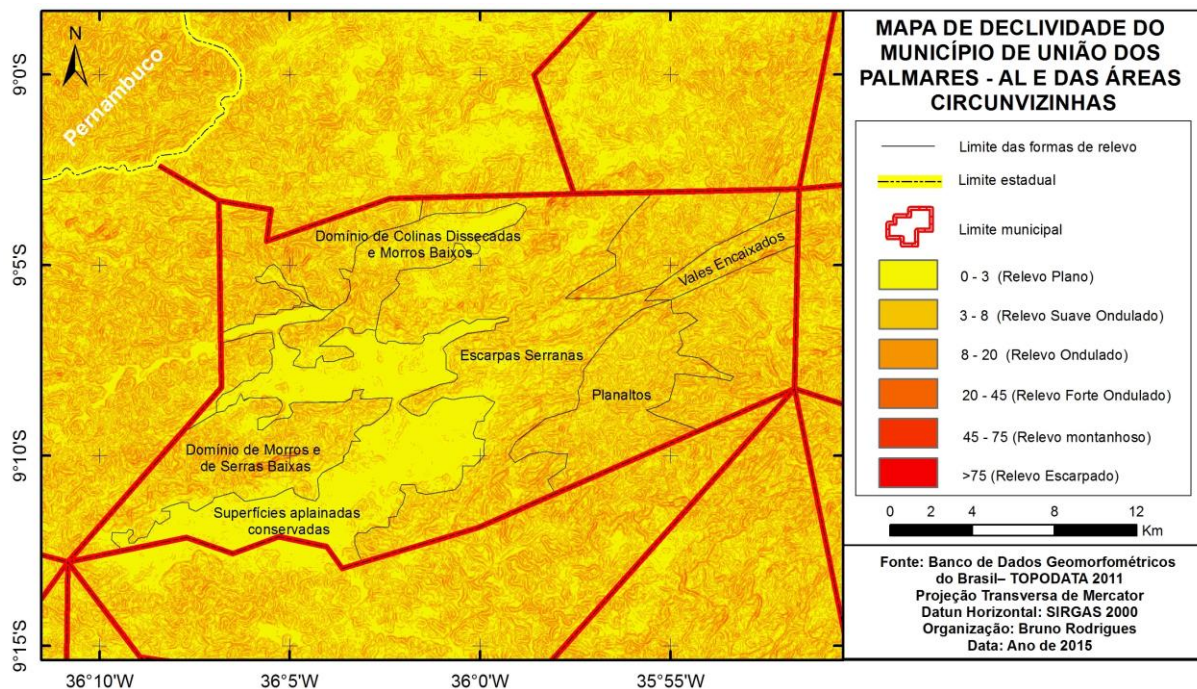 N
Pernambuco
Domínio de Colinas Dissecadas
e Morros Baixos
Vales Encaixados
Escarpas Serranas
Planaltos
Domínio de Morros e
de Serras Baixas
Superfícies aplainadas
conservadas
9°0'S
9°5'S
9°10'S
9°15'S
36°10'W
36°5'W
36°0'W
35°55'W
MAPA DE DECLIVIDADE DO
MUNICÍPIO DE UNIÃO DOS
PALMARES - AL E DAS ÁREAS
CIRCUNVIZINHAS
Limite das formas de relevo
Limite estadual
Limite municipal
0 - 3 (Relevo Plano)
3 - 8 (Relevo Suave Ondulado)
8 - 20 (Relevo Ondulado)
20 - 45 (Relevo Forte Ondulado)
45 - 75 (Relevo montanhoso)
>75 (Relevo Escarpado)
0 2 4 8 12
Km
Fonte: Banco de Dados Geomorfométricos
do Brasil– TOPODATA 2011
Projeção Transversa de Mercator
Datun Horizontal: SIRGAS 2000
Organização: Bruno Rodrigues
Data: Ano de 2015